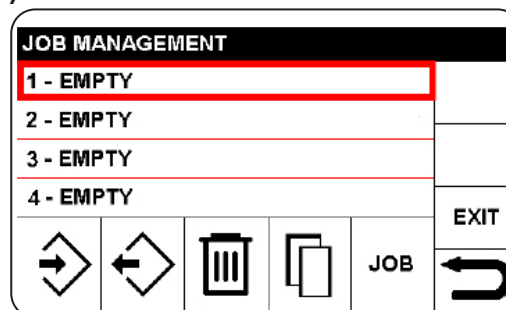 JOB MANAGEMENT
1 - EMPTY
2 - EMPTY
3 - EMPTY
4 - EMPTY
EXIT
JOB